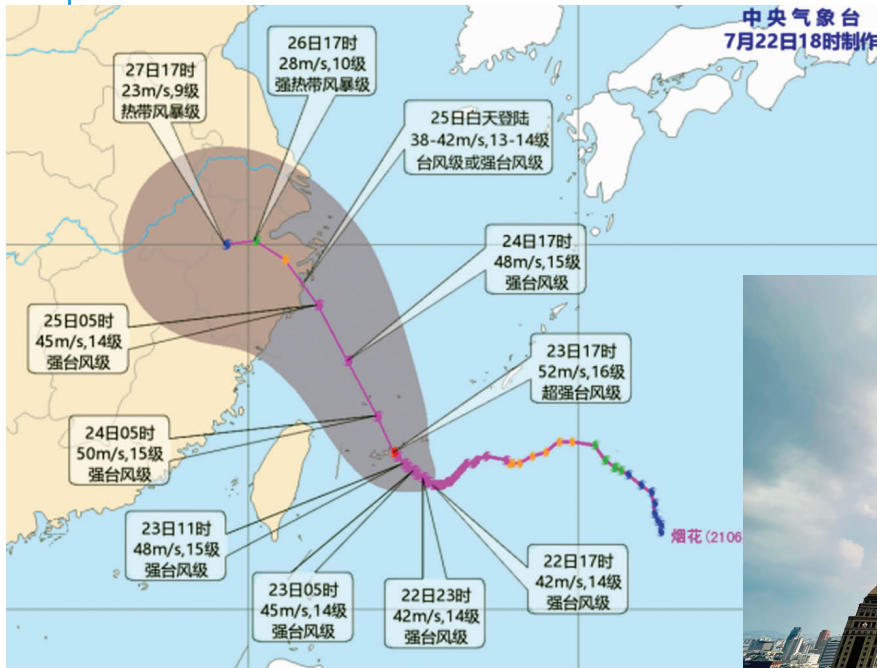 中央气象台
7月22日18时制作
26日17时
28m/s,10级
强热带风暴级
27日17时
23m/s,9级
热带风暴级
25日白天登陆
38-42m/s,13-14级
台风级或强台风级
24日17时
48m/s,15级
强台风级
25日05时
45m/s,14级
强台风级
23日17时
52m/s,16级
超强台风级
24日05时
50m/s,15级
强台风级
23日11时
48m/s,15级
强台风级
烟花(2106
22日17时
42m/s,14级
强台风级
23日05时
45m/s,14级
强台风级
22日23时
42m/s,14级
强台风级